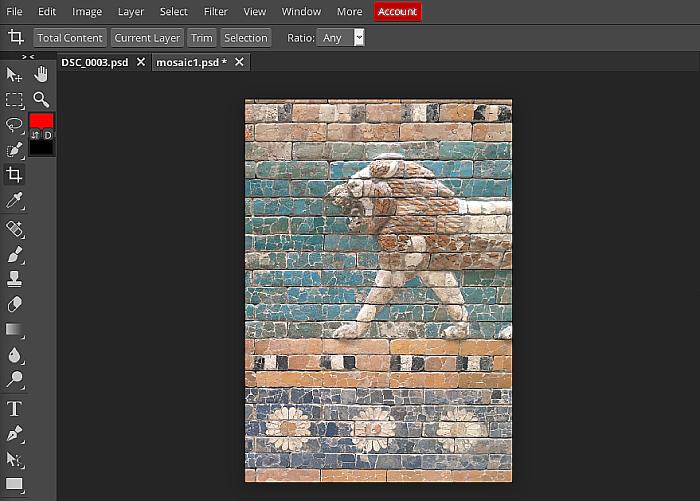 File Edit Image Layer Select Filter View Window More Account
Total Content Current Layer Trim Selection Ratio: Any
> <
DSC_0003.psd × mosaic1.psd * ×
D
T